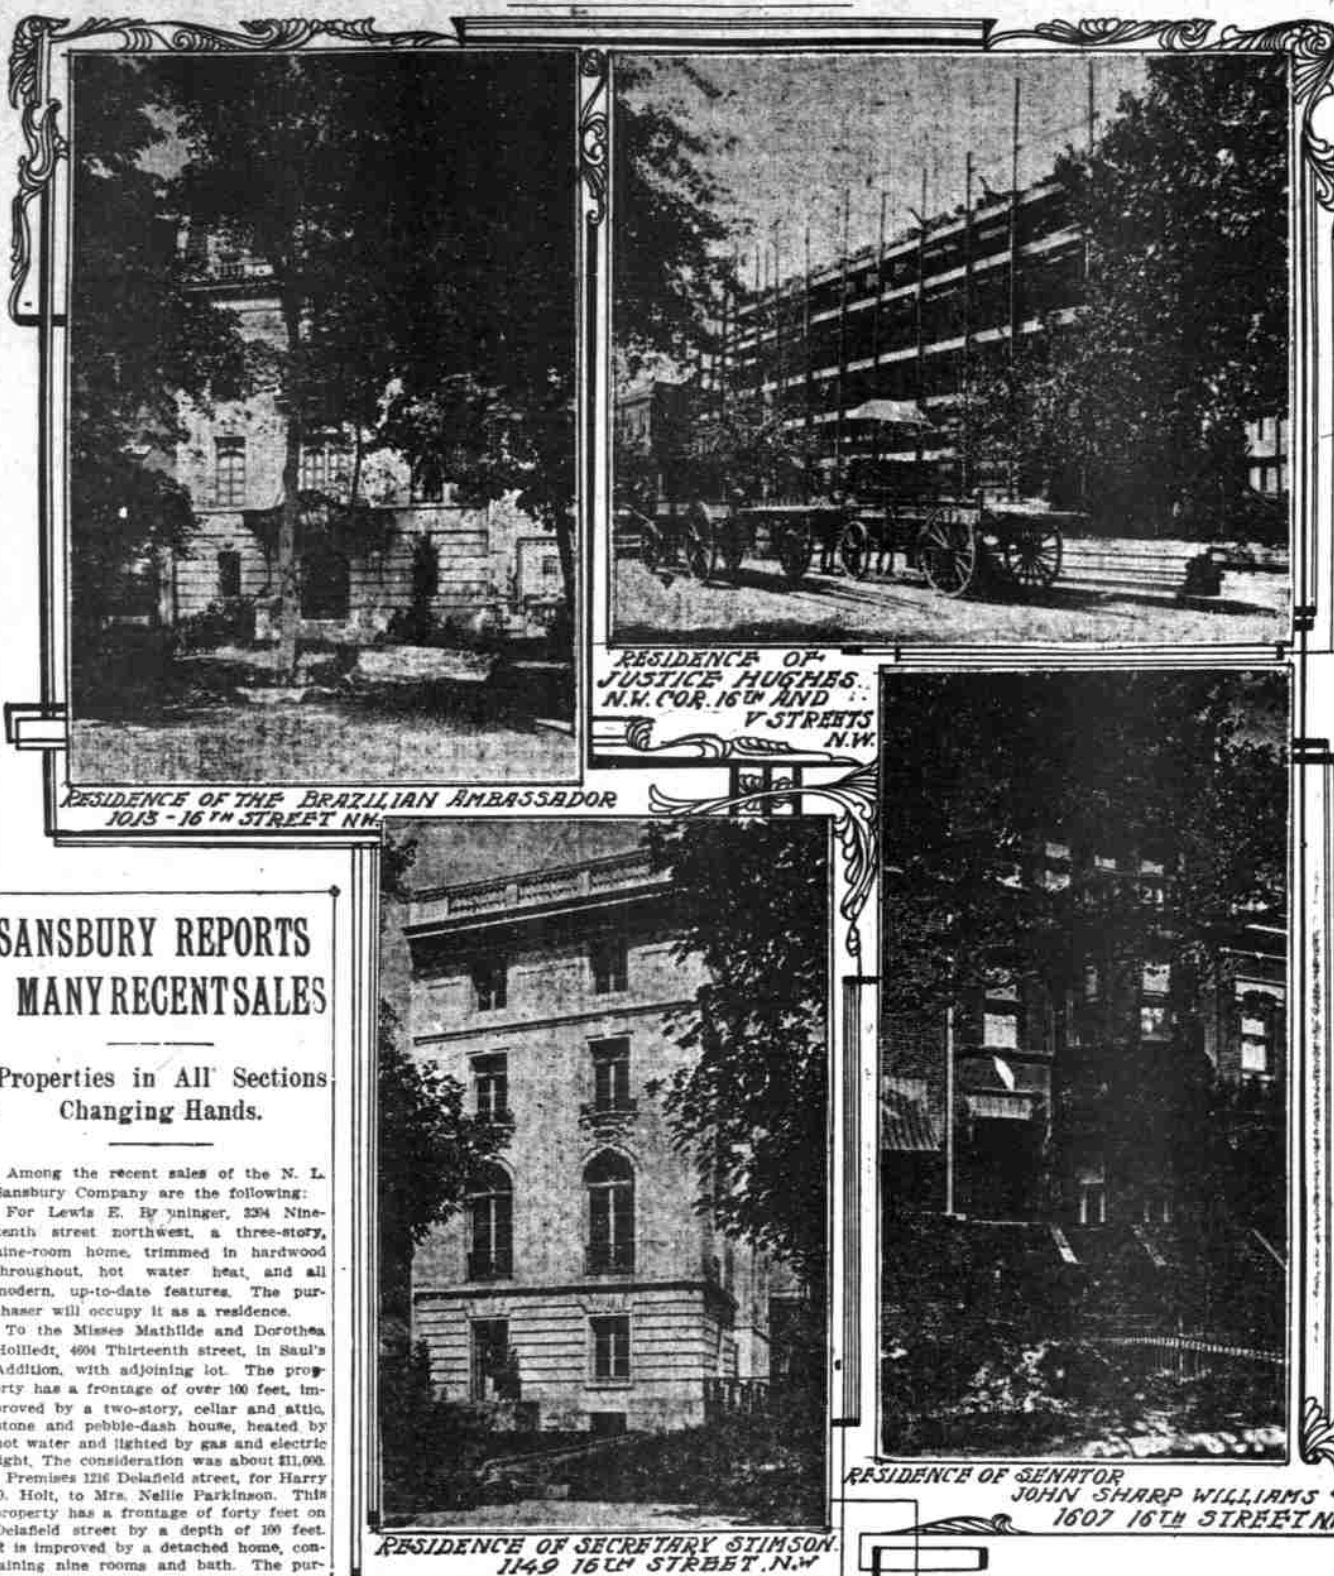 RESIDENCE OF THE BRAZILIAN AMBASSADOR
1013 - 16TH STREET NW.
RESIDENCE OF
JUSTICE HUGHES.
N.W. COR. 16TH AND
V STREETS
N.W.
SANSBURY REPORTS
MANY RECENT SALES
Properties in All Sections
Changing Hands.
Among the recent sales of the N. L.
Sansbury Company are the following:
For Lewis E. 3204 Nine-
tenth street northwest, a three-story,
nine-room home, trimmed in hardwood
throughout, hot water heat, and all
modern, up-to-date features. The pur-
chaser will occupy it as a residence.
To the Misses Mathilde and Dorothea
Holliedt, 4604 Thirteenth street, in Saul's
Addition, with adjoining lot. The prop-
erty has a frontage of over 100 feet, im-
proved by a two-story, cellar and attic,
stone and pebble-dash house, heated by
hot water and lighted by gas and electric
light. The consideration was about $11,000.
Premises 1216 Delafield street, for Harry
Holt, to Mrs. Nellie Parkinson. This
property has a frontage of forty feet on
Delafield street by a depth of 100 feet.
It is improved by a detached home, con-
taining nine rooms and bath. The pur-
RESIDENCE OF SECRETARY STIMSON.
1149 16TH STREET. N.W
RESIDENCE OF SENATOR
JOHN SHARP WILLIAMS
1607 16TH STREET N